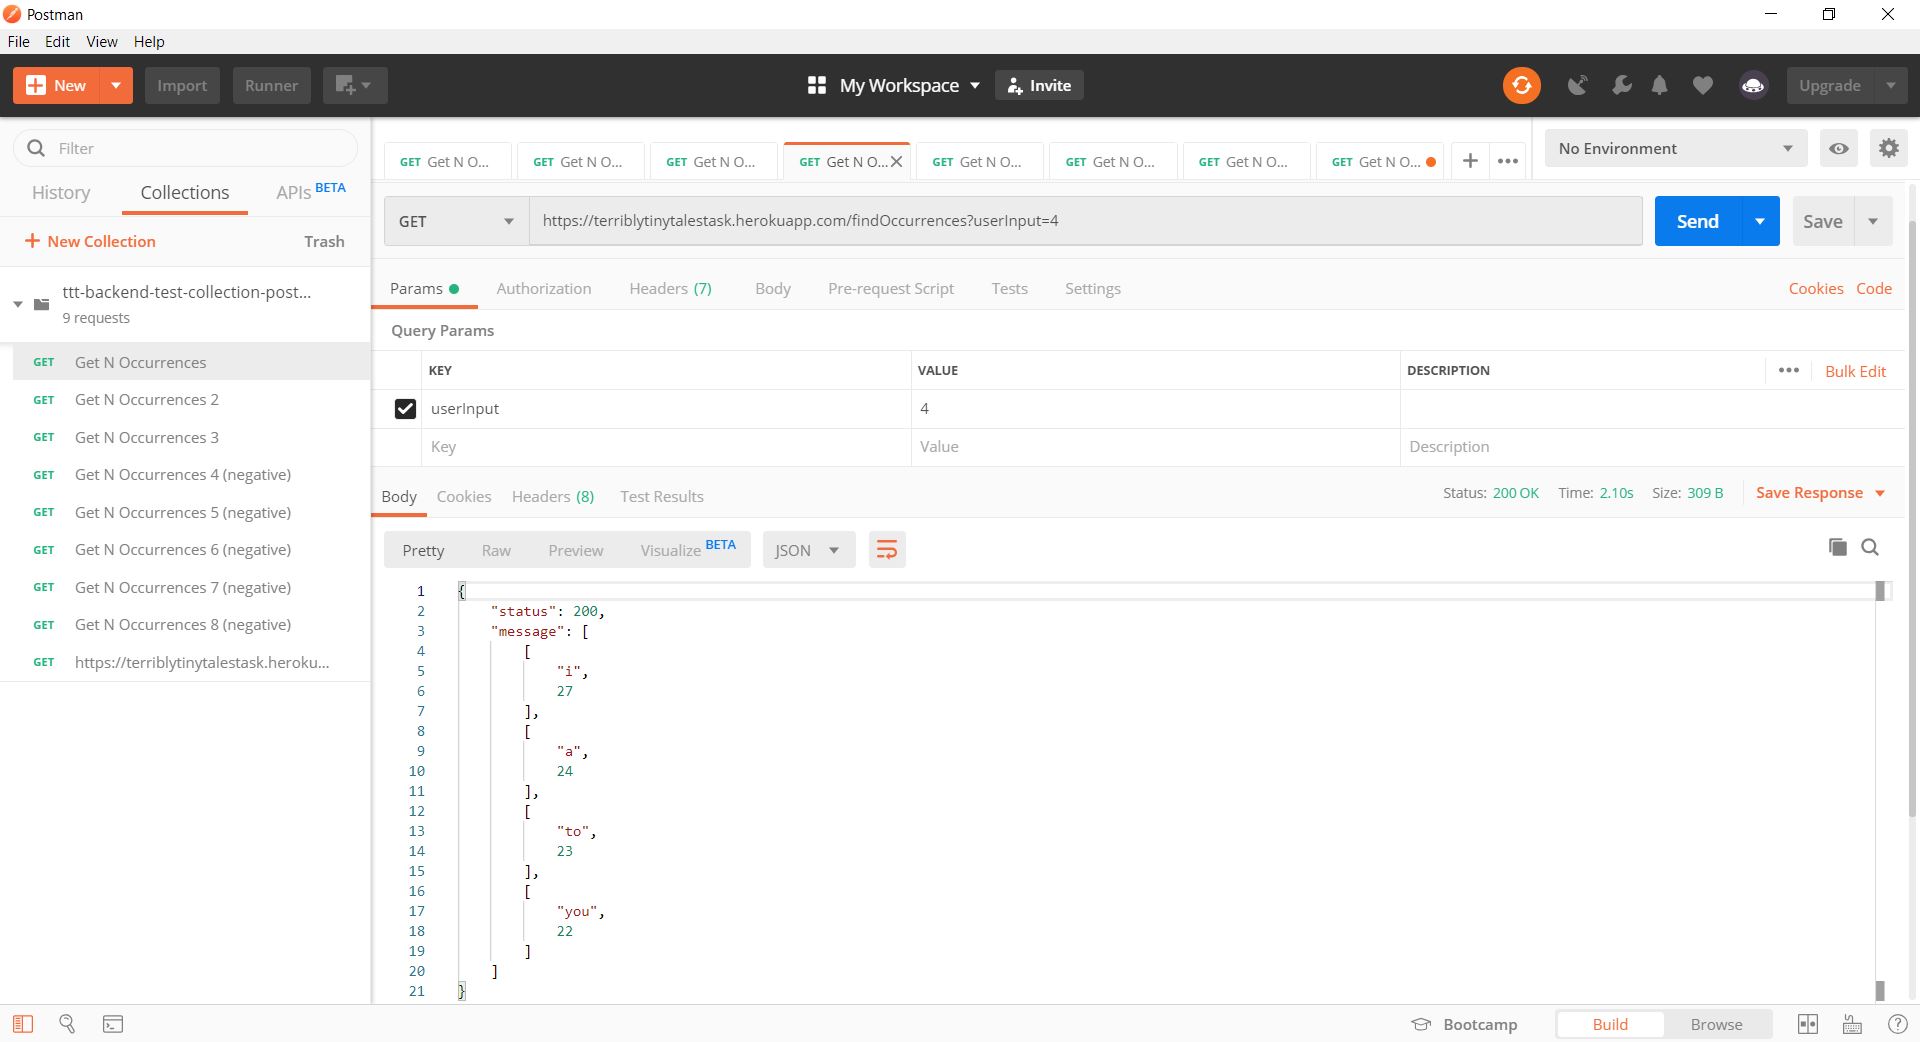 Postman
File Edit View Help
New Import Runner My Workspace Invite Upgrade
Filter
History Collections APIs BETA
New Collection Trash
ttt-backend-test-collection-post...
9 requests
GET Get N Occurrences
GET Get N Occurrences 2
GET Get N Occurrences 3
GET Get N Occurrences 4 (negative)
GET Get N Occurrences 5 (negative)
GET Get N Occurrences 6 (negative)
GET Get N Occurrences 7 (negative)
GET Get N Occurrences 8 (negative)
GET https://terriblytinytalestask.heroku...
GET Get N O... GET Get N O... GET Get N O... GET Get N O... GET Get N O... GET Get N O... GET Get N O... GET Get N O... No Environment
GET https://terriblytinytalestask.herokuapp.com/findOccurrences?userInput=4 Send Save
Params Authorization Headers (7) Body Pre-request Script Tests Settings Cookies Code
Query Params
KEY VALUE DESCRIPTION Bulk Edit
userInput 4
Key Value Description
Body Cookies Headers (8) Test Results Status: 200 OK Time: 2.10s Size: 309 B Save Response
Pretty Raw Preview Visualize BETA JSON
1 {
2 "status": 200,
3 "message": [
4 [
5 "i",
6 27
7 ],
8 [
9 "a",
10 24
11 ],
12 [
13 "to",
14 23
15 ],
16 [
17 "you",
18 22
19 ]
20 ]
21 }
Bootcamp Build Browse